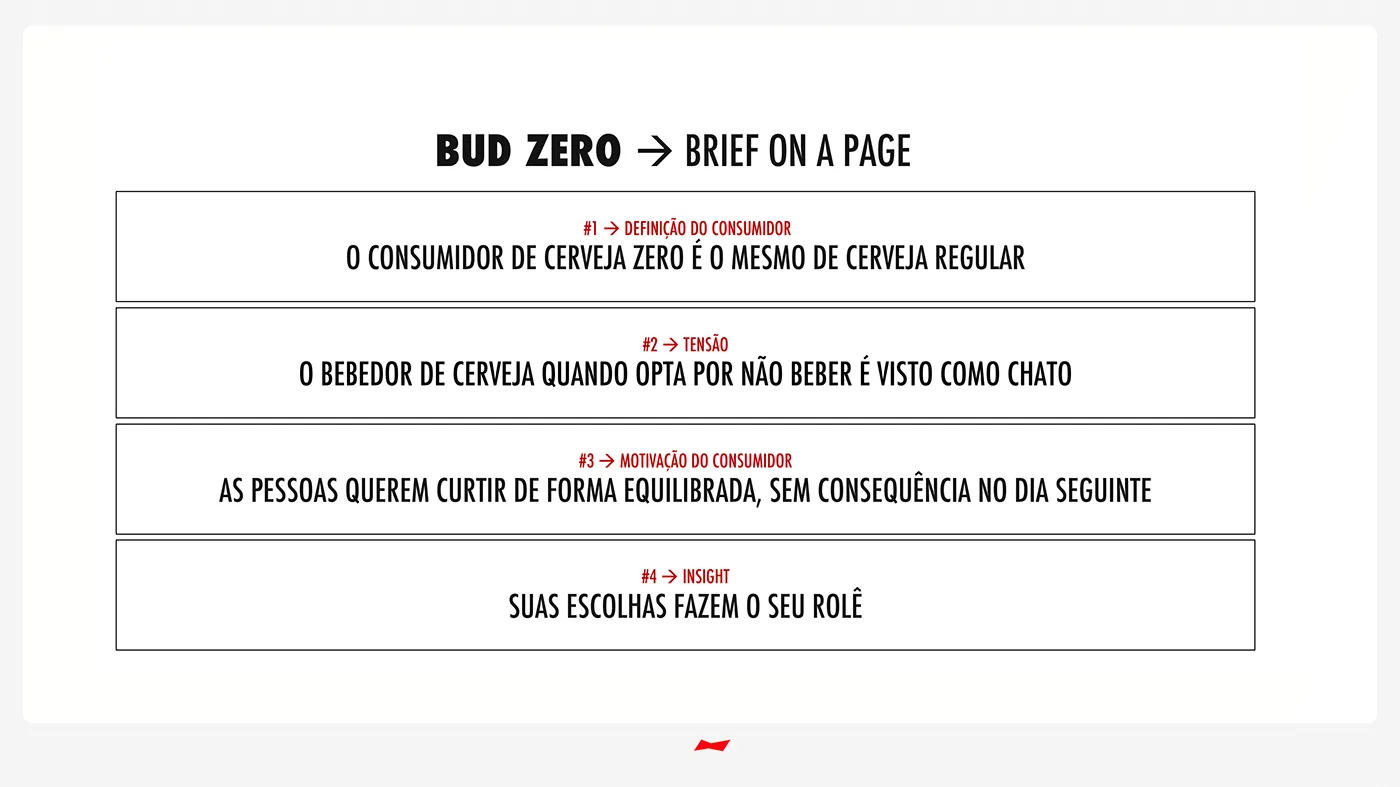 BUD ZERO → BRIEF ON A PAGE
#1 → DEFINIÇÃO DO CONSUMIDOR
O CONSUMIDOR DE CERVEJA ZERO É O MESMO DE CERVEJA REGULAR
#2 → TENSÃO
O BEBEDOR DE CERVEJA QUANDO OPTA POR NÃO BEBER É VISTO COMO CHATO
#3 → MOTIVAÇÃO DO CONSUMIDOR
AS PESSOAS QUEREM CURTIR DE FORMA EQUILIBRADA, SEM CONSEQUÊNCIA NO DIA SEGUINTE
#4 → INSIGHT
SUAS ESCOLHAS FAZEM O SEU ROLÊ